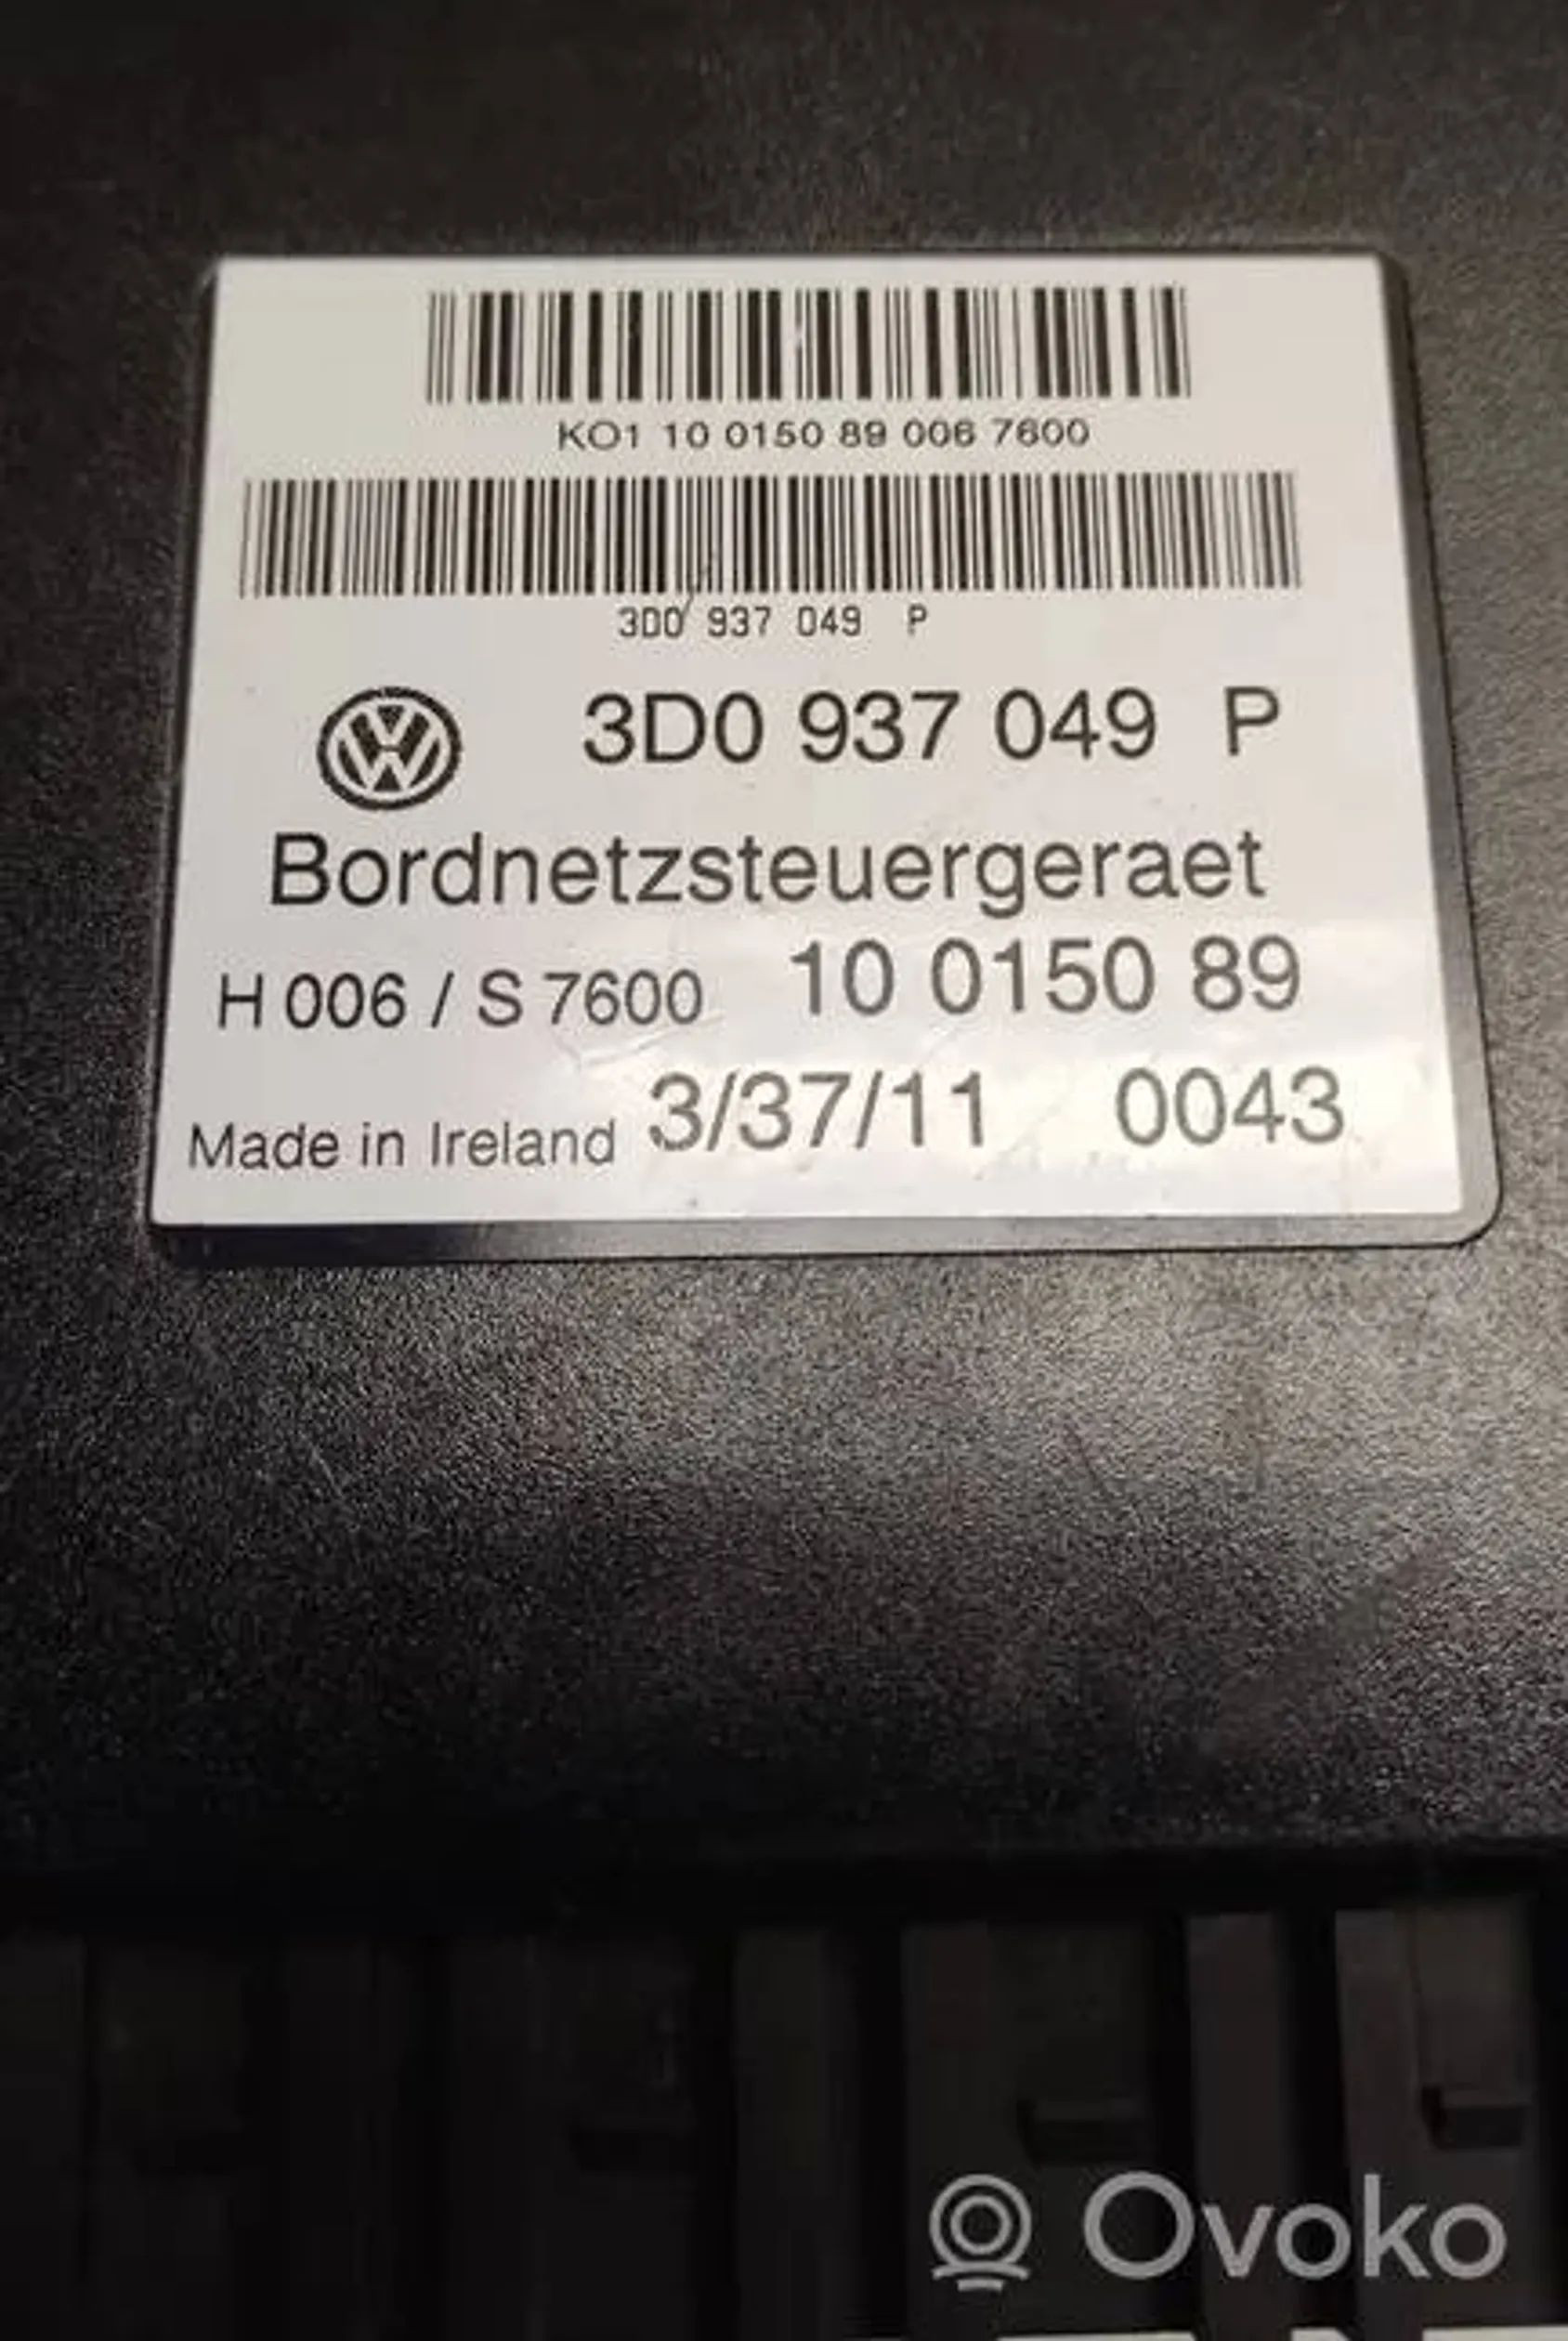 KO1 10 0150 89 006 7600
3D0 937 049 P
3D0 937 049 P
Bordnetzsteuergeraet
H 006 / S 7600 10 0150 89
Made in Ireland 3/37/11 0043
Ovoko